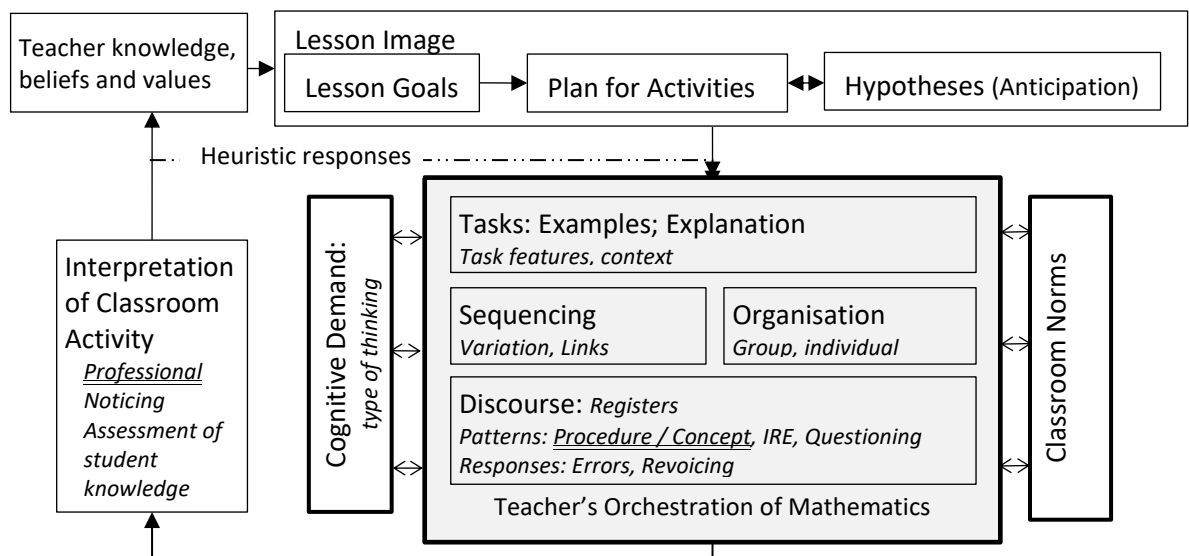 Teacher knowledge,
beliefs and values
Lesson Image
Lesson Goals
Plan for Activities
Hypotheses (Anticipation)
Heuristic responses
Interpretation
of Classroom
Activity
Professional
Noticing
Assessment of
student
knowledge
Cognitive Demand:
type of thinking
Tasks: Examples; Explanation
Task features, context
Sequencing
Variation, Links
Organisation
Group, individual
Discourse: Registers
Patterns: Procedure / Concept, IRE, Questioning
Responses: Errors, Revoicing
Teacher’s Orchestration of Mathematics
Classroom Norms